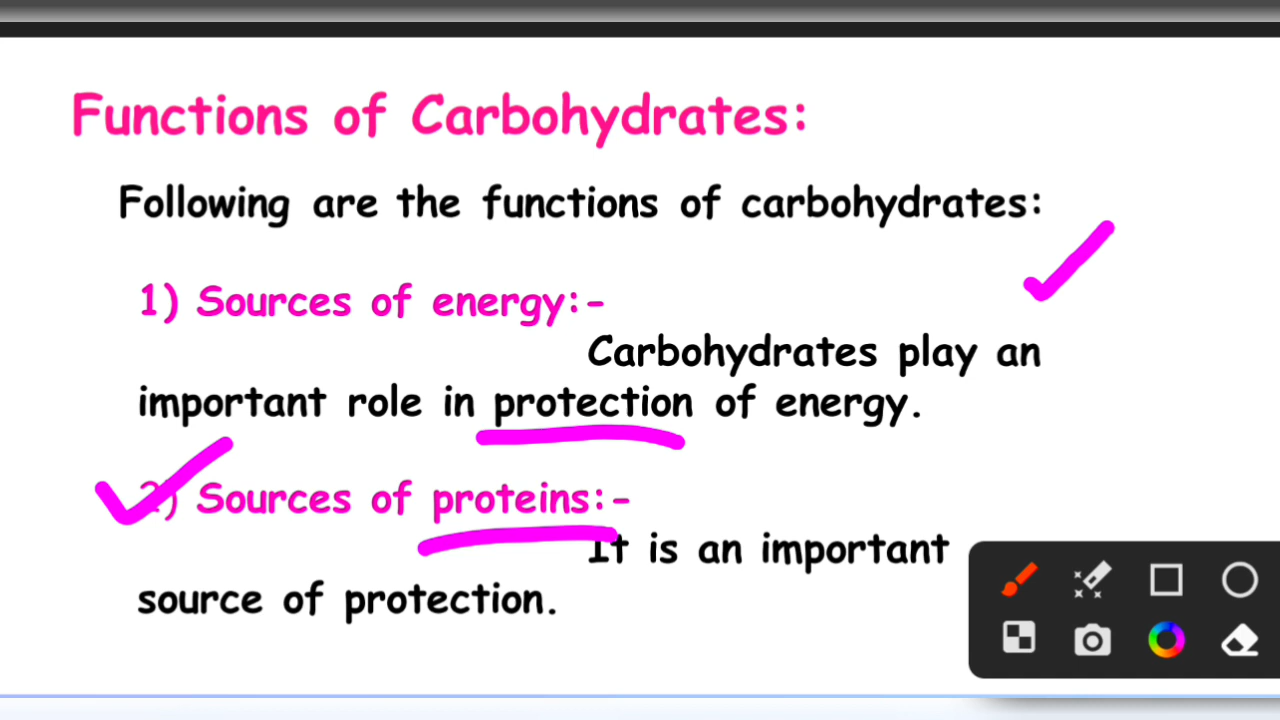 Functions of Carbohydrates:
Following are the functions of carbohydrates:
1) Sources of energy:-
Carbohydrates play an
important role in protection of energy.
2) Sources of proteins:-
It is an important
source of protection.